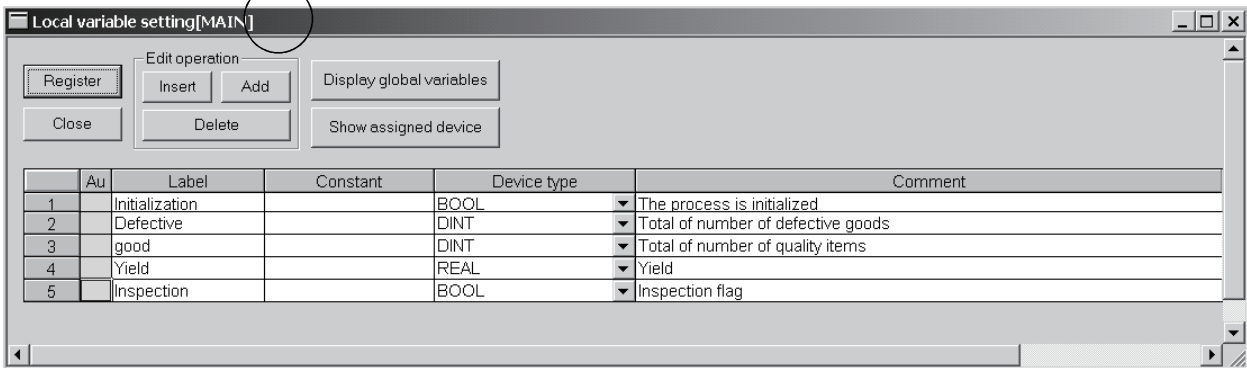 Local variable setting[MAIN]
Edit operation
Register
Insert
Add
Display global variables
Close
Delete
Show assigned device
Au Label Constant Device type Comment
1 Initialization BOOL The process is initialized
2 Defective DINT Total of number of defective goods
3 good DINT Total of number of quality items
4 Yield REAL Yield
5 Inspection BOOL Inspection flag